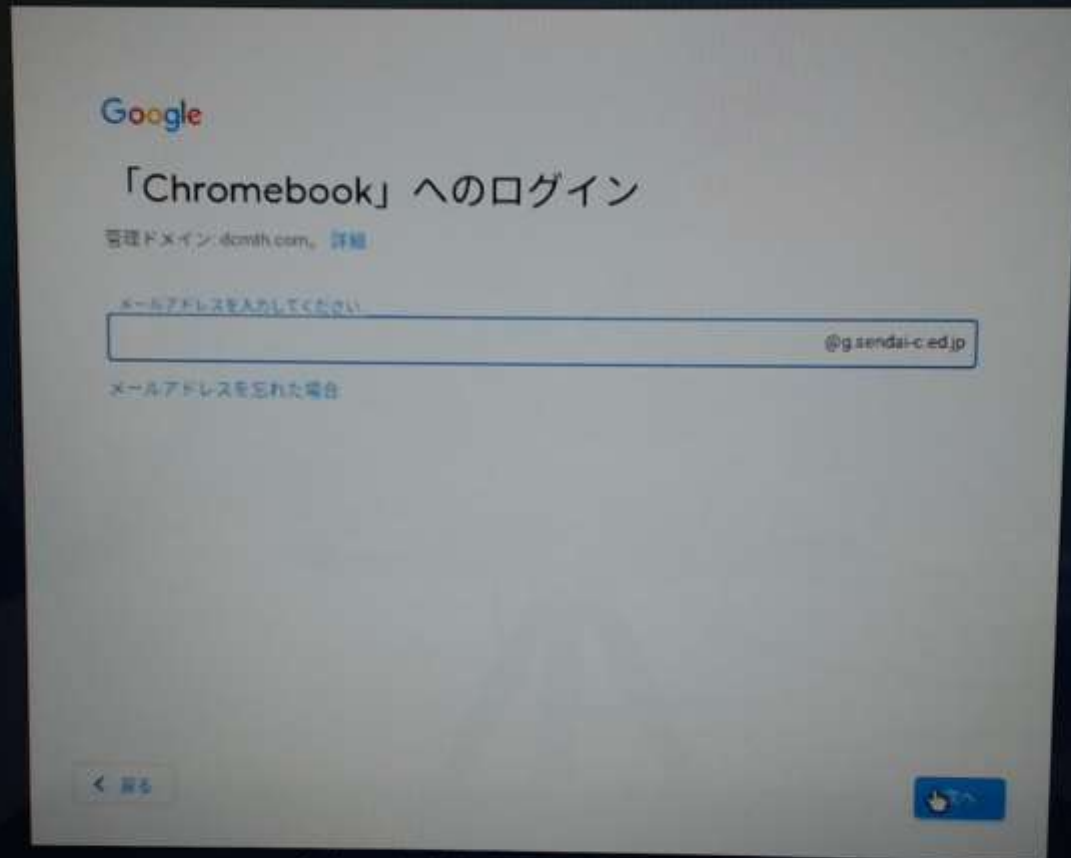 Google
「Chromebook」へのログイン
管理ドメイン: dcmth.com。 詳細
メールアドレスを入力してください
@g.sendai-c.ed.jp
メールアドレスを忘れた場合
戻る
次へ